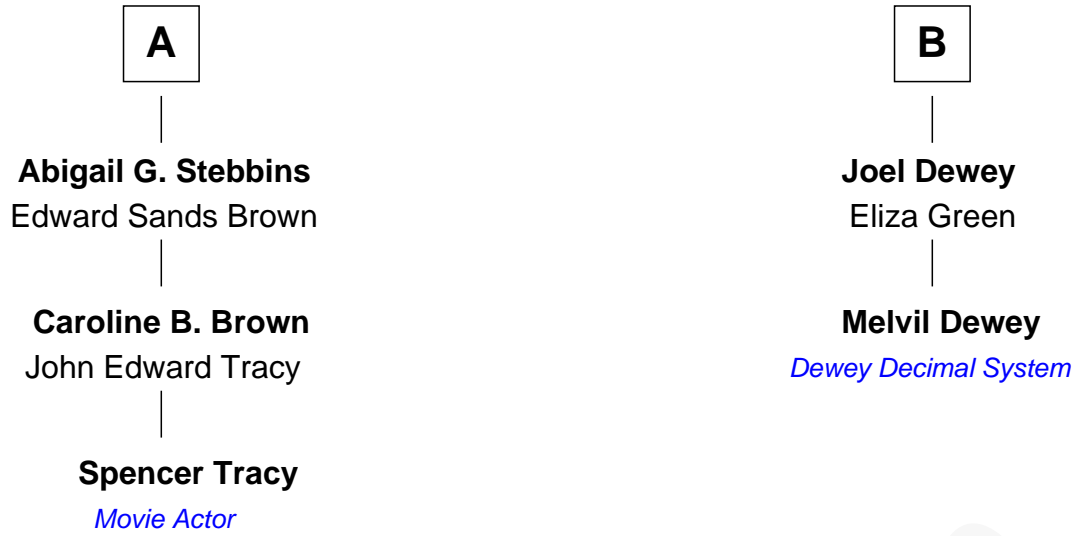 A
Abigail G. Stebbins
Edward Sands Brown
Caroline B. Brown
John Edward Tracy
Spencer Tracy
Movie Actor
B
Joel Dewey
Eliza Green
Melvil Dewey
Dewey Decimal System